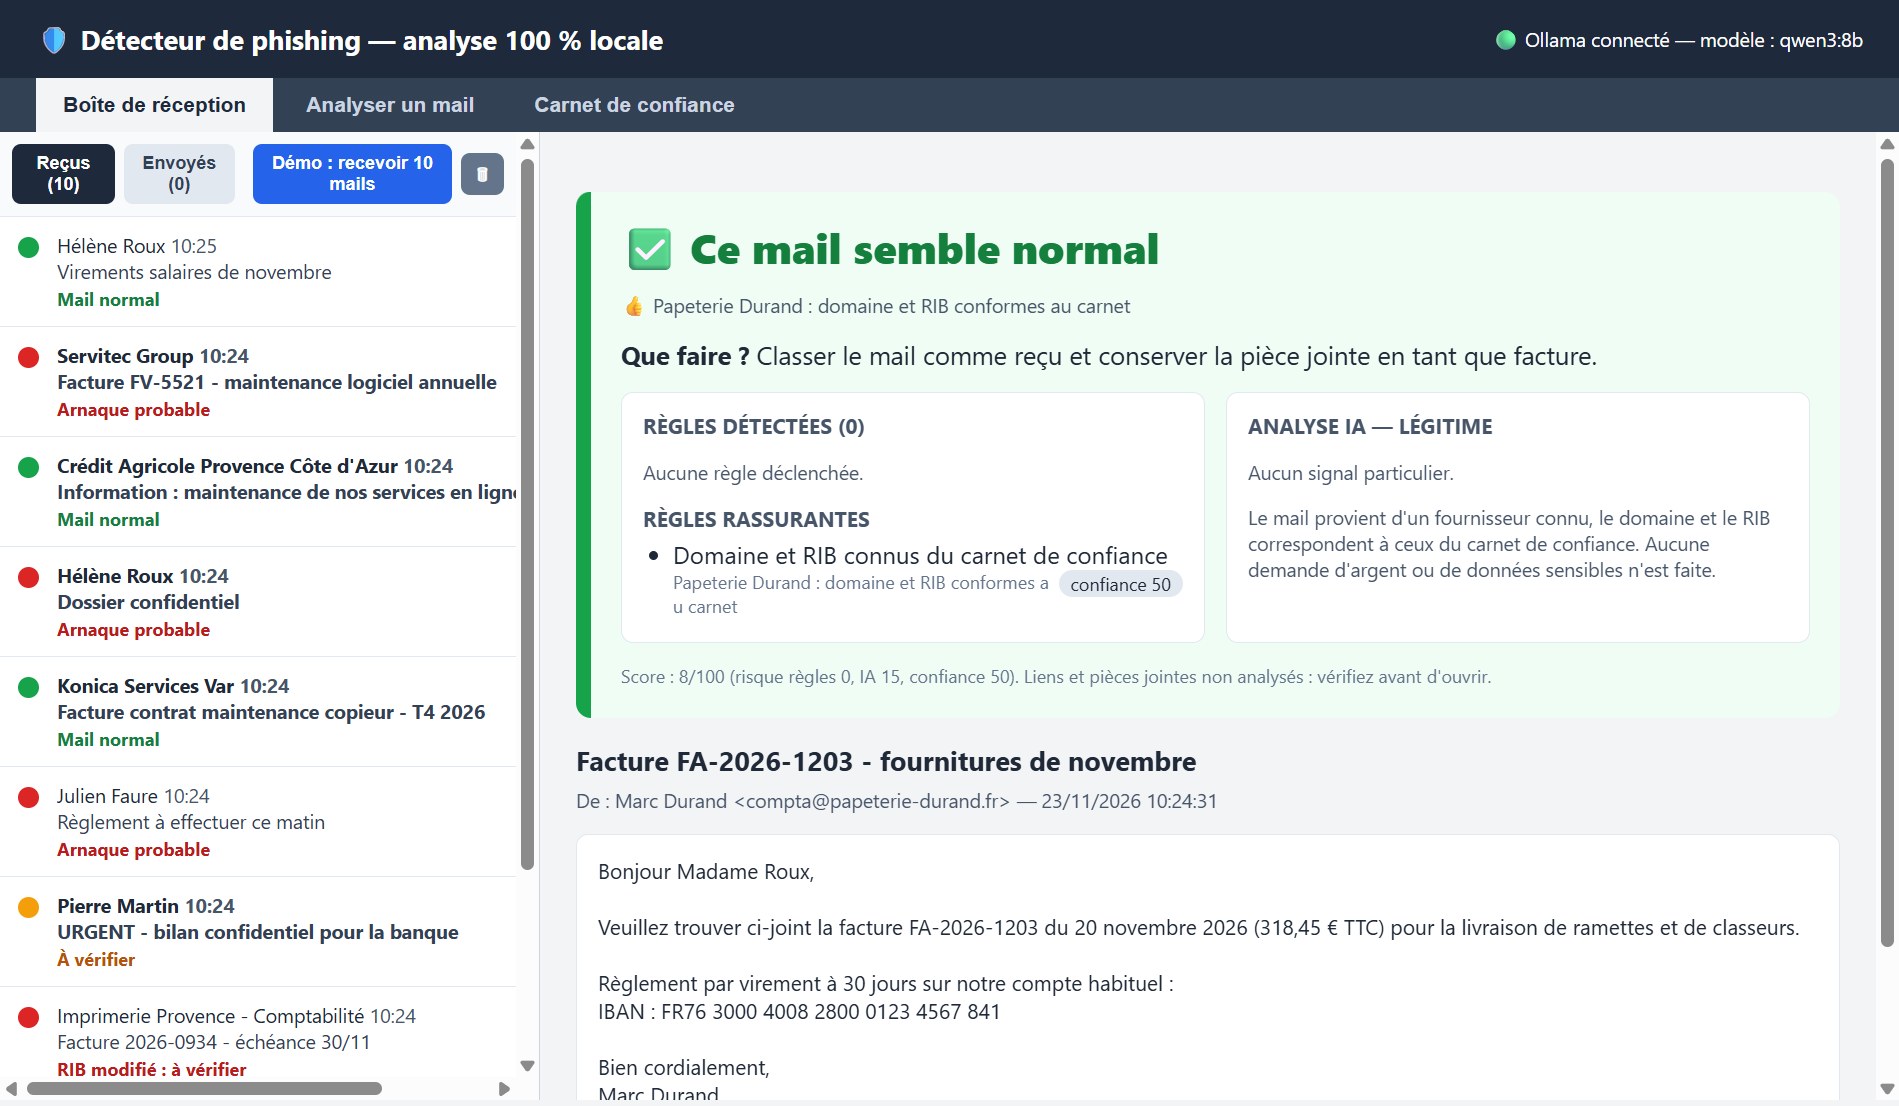 Détecteur de phishing — analyse 100 % locale
Ollama connecté — modèle : qwen3:8b
Boîte de réception
Analyser un mail
Carnet de confiance
Reçus
(10)
Envoyés
(0)
Démo : recevoir 10
mails
Hélène Roux 10:25
Virements salaires de novembre
Mail normal
Servitec Group 10:24
Facture FV-5521 - maintenance logiciel annuelle
Arnaque probable
Crédit Agricole Provence Côte d'Azur 10:24
Information : maintenance de nos services en ligne
Mail normal
Hélène Roux 10:24
Dossier confidentiel
Arnaque probable
Konica Services Var 10:24
Facture contrat maintenance copieur - T4 2026
Mail normal
Julien Faure 10:24
Règlement à effectuer ce matin
Arnaque probable
Pierre Martin 10:24
URGENT - bilan confidentiel pour la banque
À vérifier
Imprimerie Provence - Comptabilité 10:24
Facture 2026-0934 - échéance 30/11
RIB modifié : à vérifier
Ce mail semble normal
Papeterie Durand : domaine et RIB conformes au carnet
Que faire ? Classer le mail comme reçu et conserver la pièce jointe en tant que facture.
RÈGLES DÉTECTÉES (0)
Aucune règle déclenchée.
RÈGLES RASSURANTES
Domaine et RIB connus du carnet de confiance
Papeterie Durand : domaine et RIB conformes a
u carnet
confiance 50
ANALYSE IA — LÉGITIME
Aucun signal particulier.
Le mail provient d'un fournisseur connu, le domaine et le RIB
correspondent à ceux du carnet de confiance. Aucune
demande d'argent ou de données sensibles n'est faite.
Score : 8/100 (risque règles 0, IA 15, confiance 50). Liens et pièces jointes non analysés : vérifiez avant d'ouvrir.
Facture FA-2026-1203 - fournitures de novembre
De : Marc Durand <compta@papeterie-durand.fr> — 23/11/2026 10:24:31
Bonjour Madame Roux,
Veuillez trouver ci-joint la facture FA-2026-1203 du 20 novembre 2026 (318,45 € TTC) pour la livraison de ramettes et de classeurs.
Règlement par virement à 30 jours sur notre compte habituel :
IBAN : FR76 3000 4008 2800 0123 4567 841
Bien cordialement,
Marc Durand